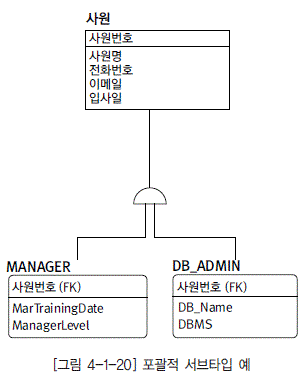 사원
사원번호
사원명
전화번호
이메일
입사일
MANAGER
사원번호 (FK)
MarTrainingDate
ManagerLevel
DB_ADMIN
사원번호 (FK)
DB_Name
DBMS
[그림 4-1-20] 포괄적 서브타입 예